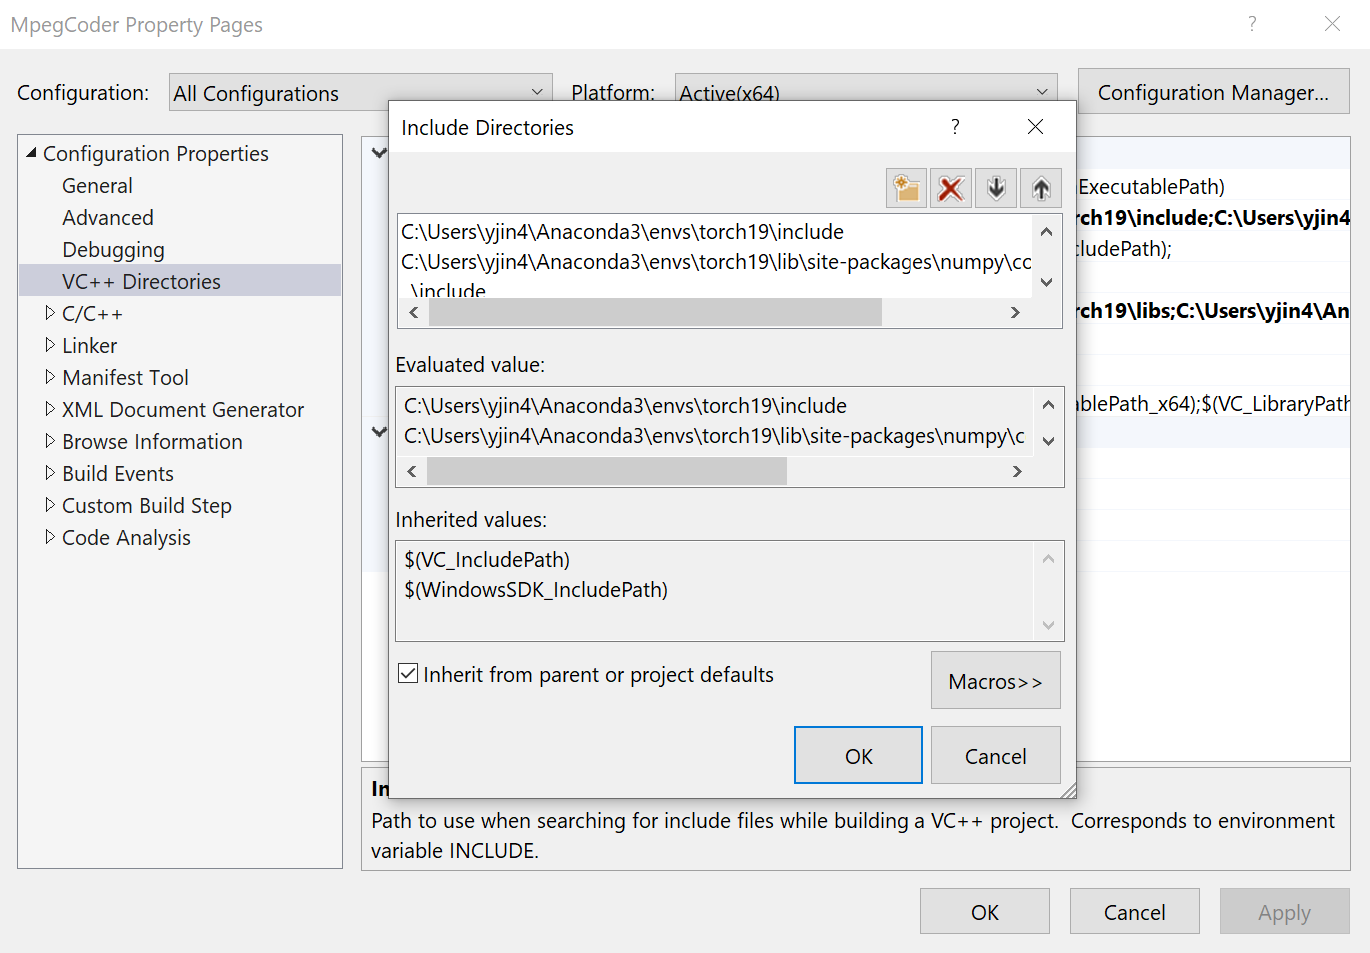 MpegCoder Property Pages
Configuration: All Configurations Platform: Active(x64) Configuration Manager...
Include Directories
Configuration Properties
General
Advanced
Debugging
VC++ Directories
C/C++
Linker
Manifest Tool
XML Document Generator
Browse Information
Build Events
Custom Build Step
Code Analysis
C:\Users\yjin4\Anaconda3\envs\torch19\include
C:\Users\yjin4\Anaconda3\envs\torch19\lib\site-packages\numpy\co
\include
Evaluated value:
C:\Users\yjin4\Anaconda3\envs\torch19\include
C:\Users\yjin4\Anaconda3\envs\torch19\lib\site-packages\numpy\c
Inherited values:
$(VC_IncludePath)
$(WindowsSDK_IncludePath)
Inherit from parent or project defaults
Macros>>
OK Cancel
ExecutablePath)
rch19\include;C:\Users\yjin4
cludePath);
rch19\libs;C:\Users\yjin4\An
ablePath_x64);$(VC_LibraryPath
Path to use when searching for include files while building a VC++ project. Corresponds to environment
variable INCLUDE.
OK Cancel Apply